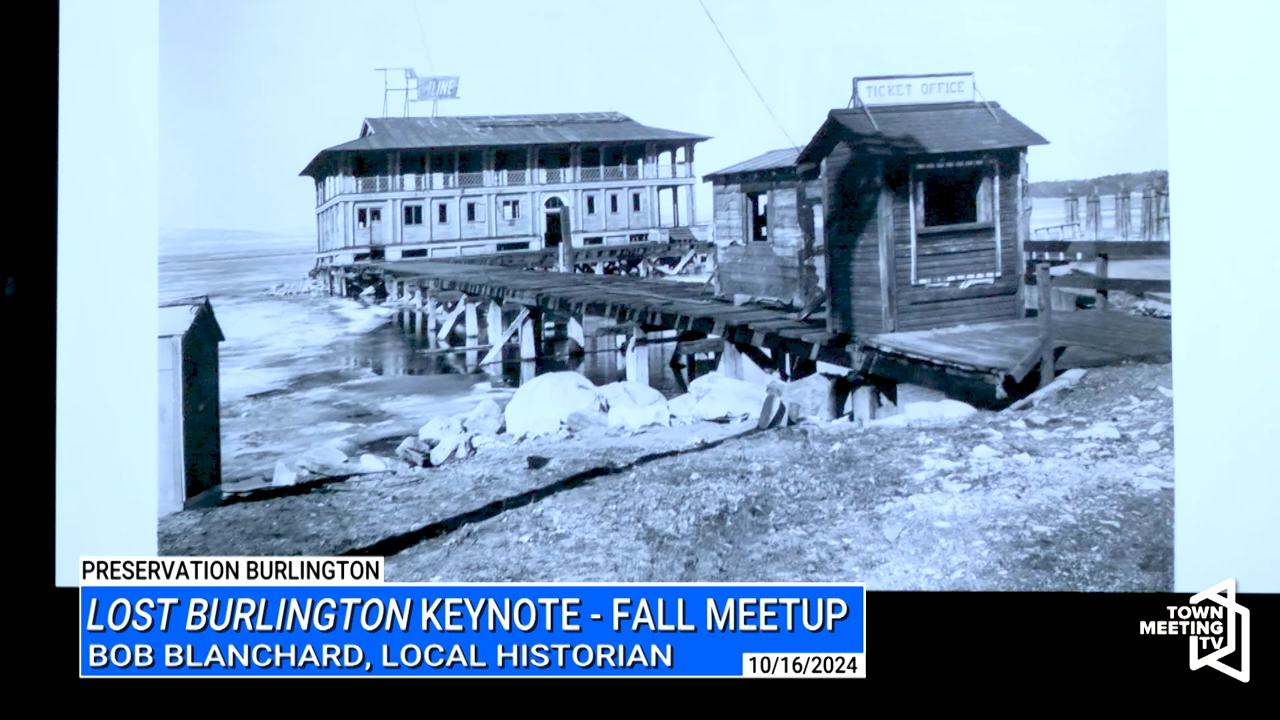 TICKET OFFICE
PRESERVATION BURLINGTON
LOST BURLINGTON KEYNOTE - FALL MEETUP
BOB BLANCHARD, LOCAL HISTORIAN
10/16/2024
TOWN
MEETING
TV